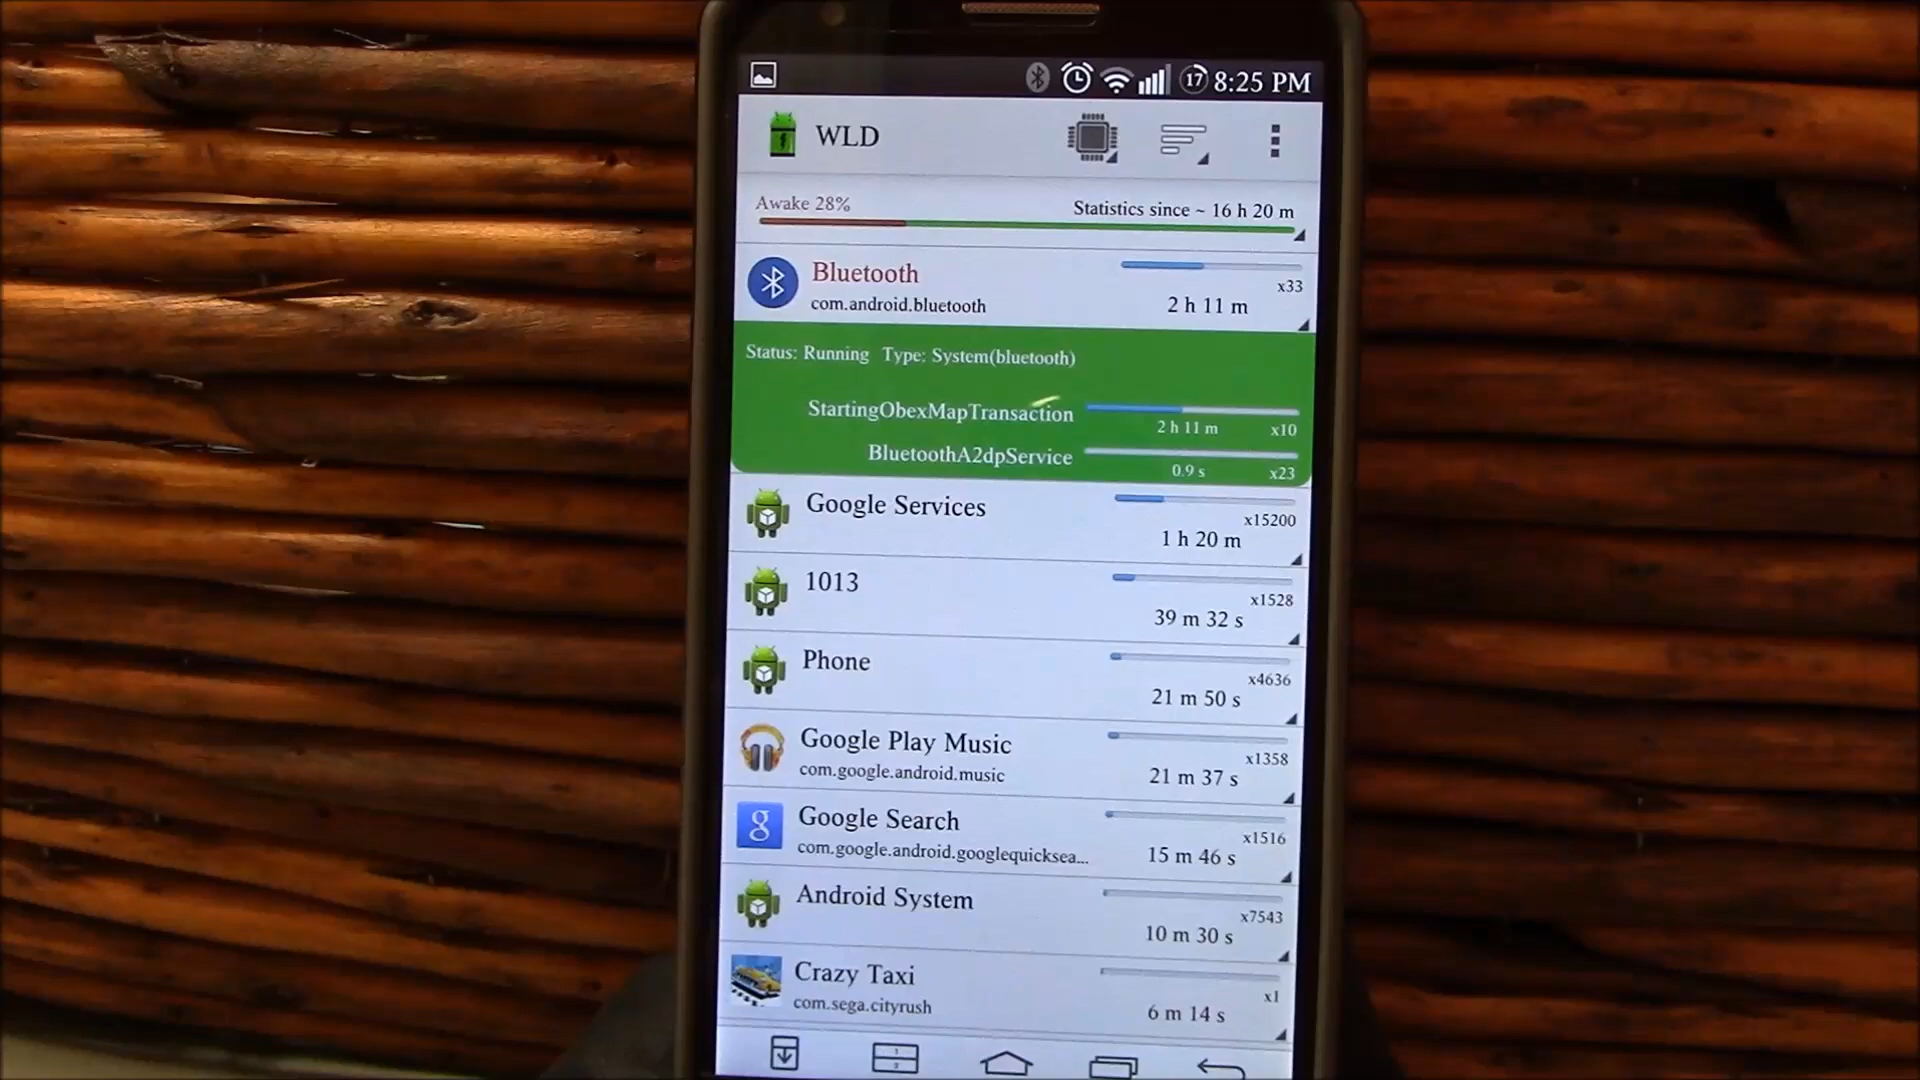 17 8:25 PM
WLD
Awake 28%
Statistics since ~ 16 h 20 m
Bluetooth
x33
com.android.bluetooth
2 h 11 m
Status: Running Type: System(bluetooth)
StartingObexMapTransaction
2 h 11 m x10
BluetoothA2dpService
0.9 s x23
Google Services
x15200
1 h 20 m
1013
x1528
39 m 32 s
Phone
x4636
21 m 50 s
Google Play Music
x1358
com.google.android.music
21 m 37 s
g
Google Search
x1516
com.google.android.googlequicksea...
15 m 46 s
Android System
x7543
10 m 30 s
Crazy Taxi
x1
com.sega.cityrush
6 m 14 s